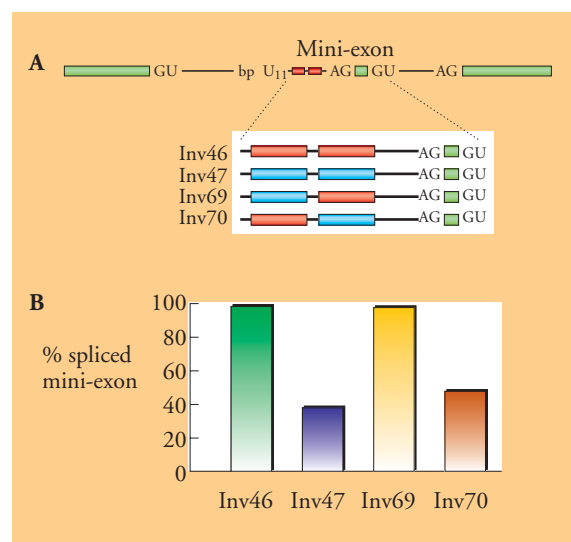 Mini-exon
A
GU bp U₁₁ AG GU AG
Inv46 AG GU
Inv47 AG GU
Inv69 AG GU
Inv70 AG GU
B
% spliced
mini-exon
100
80
60
40
20
0
Inv46 Inv47 Inv69 Inv70